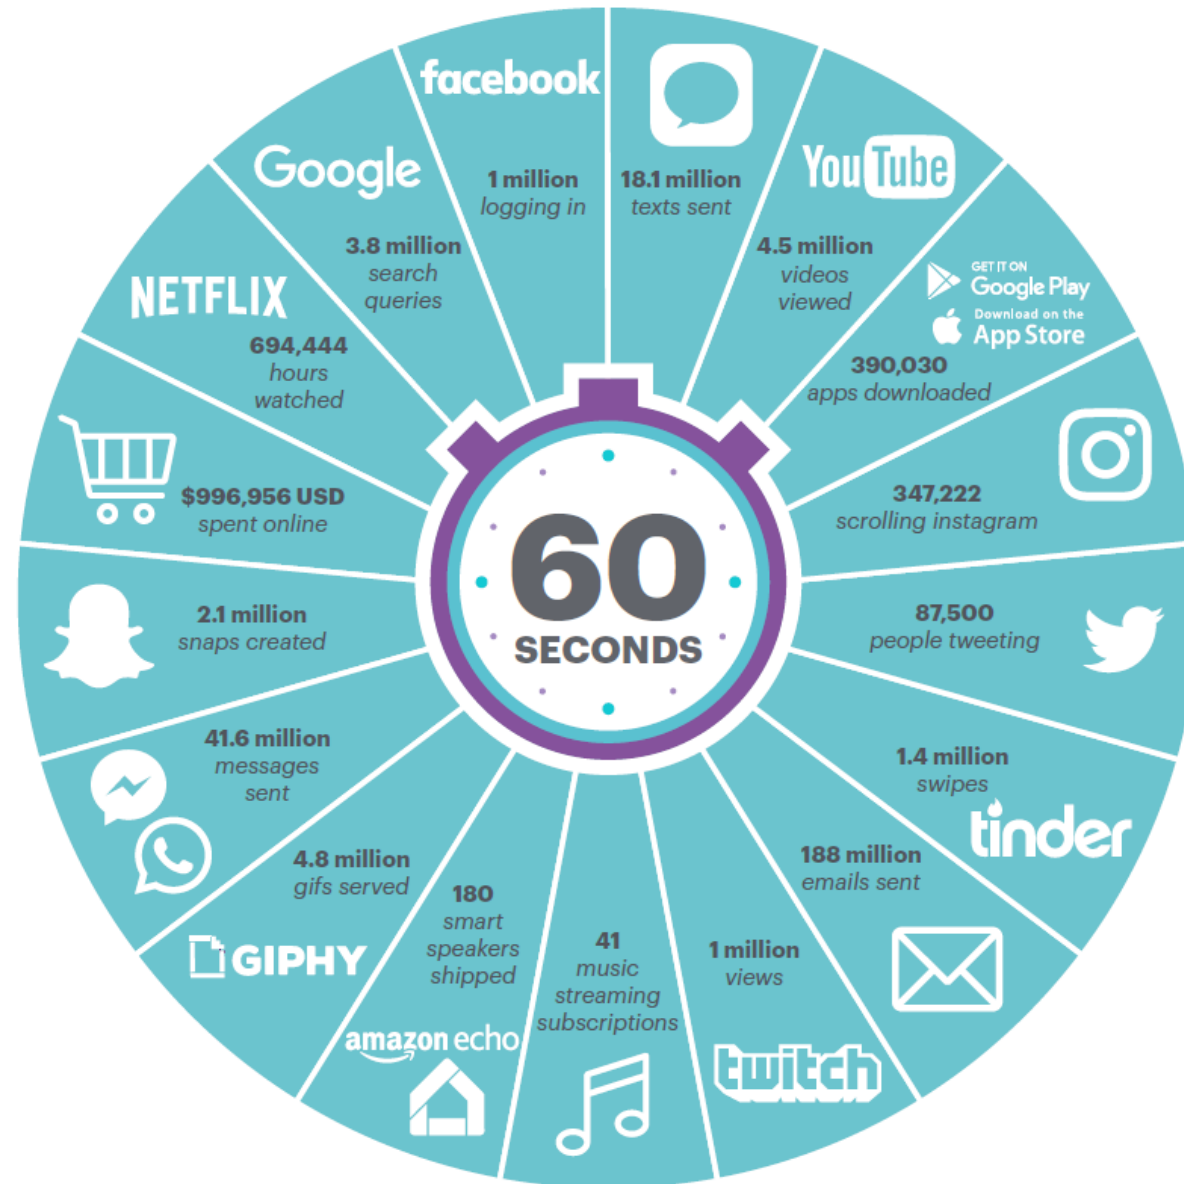 facebook
1 million
logging in
18.1 million
texts sent
YouTube
4.5 million
videos
viewed
GET IT ON
Google Play
Download on the
App Store
390,030
apps downloaded
347,222
scrolling instagram
87,500
people tweeting
1.4 million
swipes
tinder
188 million
emails sent
1 million
views
twitch
41
music
streaming
subscriptions
180
smart
speakers
shipped
amazon echo
4.8 million
gifs served
GIPHY
41.6 million
messages
sent
2.1 million
snaps created
$996,956 USD
spent online
NETFLIX
694,444
hours
watched
Google
3.8 million
search
queries
60
SECONDS